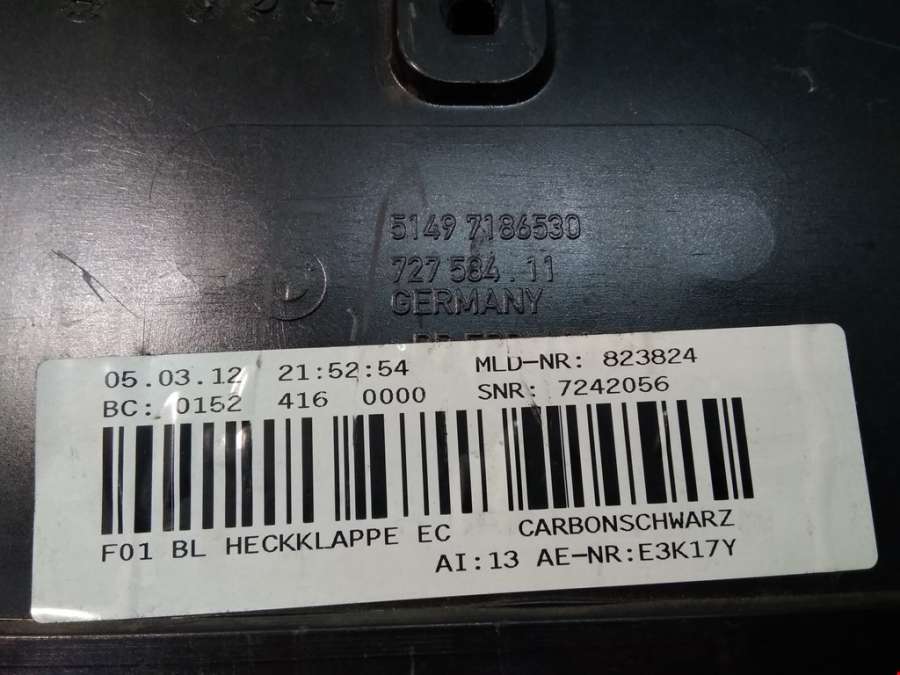 5149 7186530
727 584 . 11
GERMANY
05.03.12 21:52:54 MLD-NR: 823824
BC: 0152 416 0000 SNR: 7242056
F01 BL HECKKLAPPE EC CARBONSCHWARZ
AI:13 AE-NR:E3K17Y